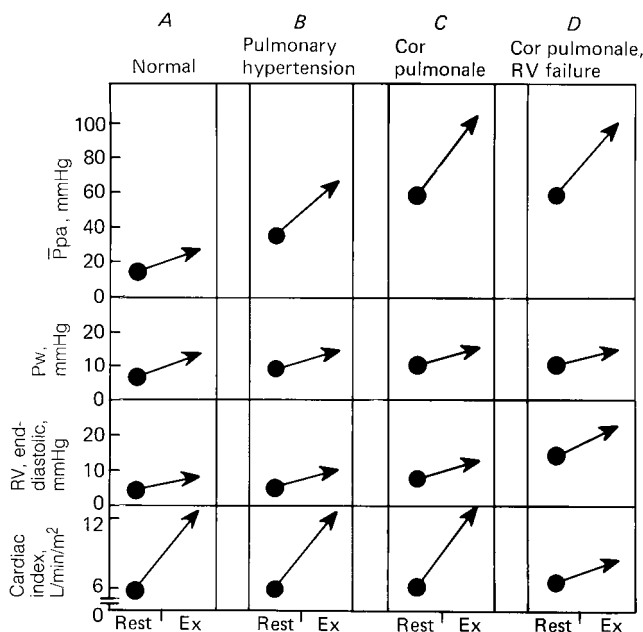 A
B
C
D
Normal
Pulmonary
hypertension
Cor
pulmonale
Cor pulmonale,
RV failure
P̅pa, mmHg
100
80
60
40
20
0
Pw,
mmHg
20
10
0
RV, end-
diastolic,
mmHg
20
10
0
Cardiac
index,
L/min/m²
12
6
0
Rest Ex Rest Ex Rest Ex Rest Ex